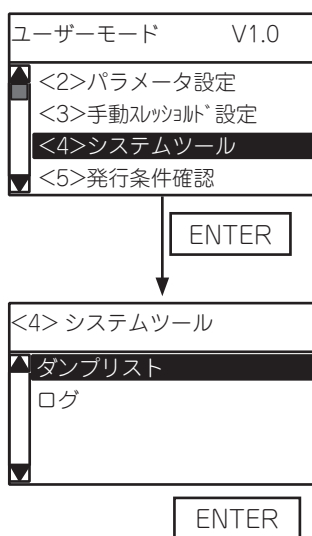 ユーザーモード V1.0
<2>パラメータ設定
<3>手動ｽﾚｯｼｮﾙﾄﾞ設定
<4>システムツール
<5>発行条件確認
ENTER
<4> システムツール
ダンプリスト
ログ
ENTER